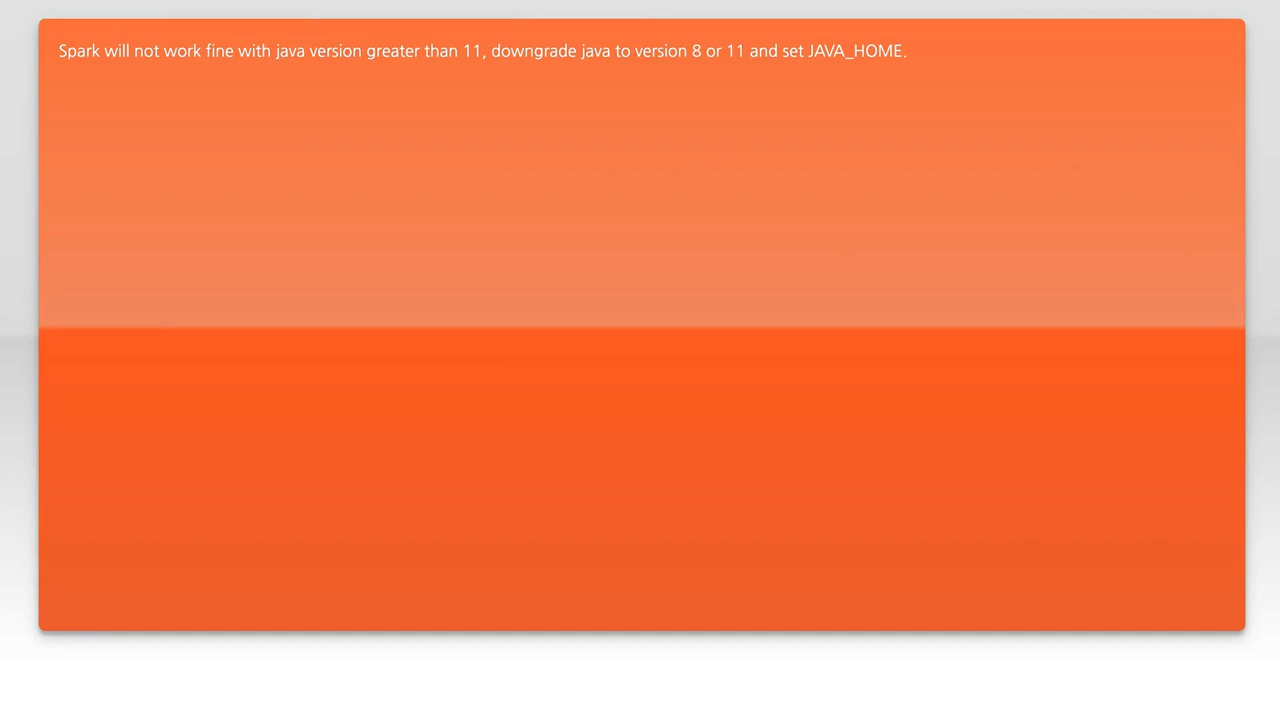 Spark will not work fine with java version greater than 11, downgrade java to version 8 or 11 and set JAVA_HOME.